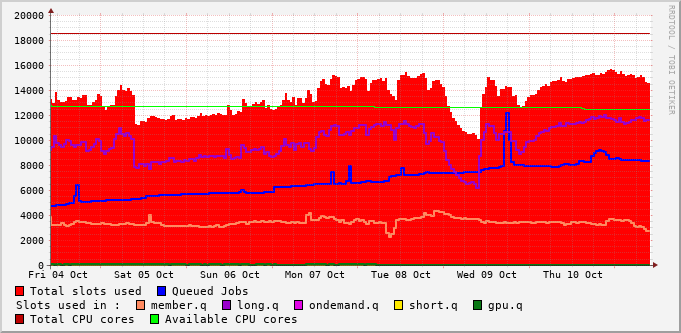 RRDTOOL / TOBI OETIKER
20000
18000
16000
14000
12000
10000
8000
6000
4000
2000
0
Fri 04 Oct Sat 05 Oct Sun 06 Oct Mon 07 Oct Tue 08 Oct Wed 09 Oct Thu 10 Oct
Total slots used Queued Jobs
Slots used in : member.q long.q ondemand.q short.q gpu.q
Total CPU cores Available CPU cores